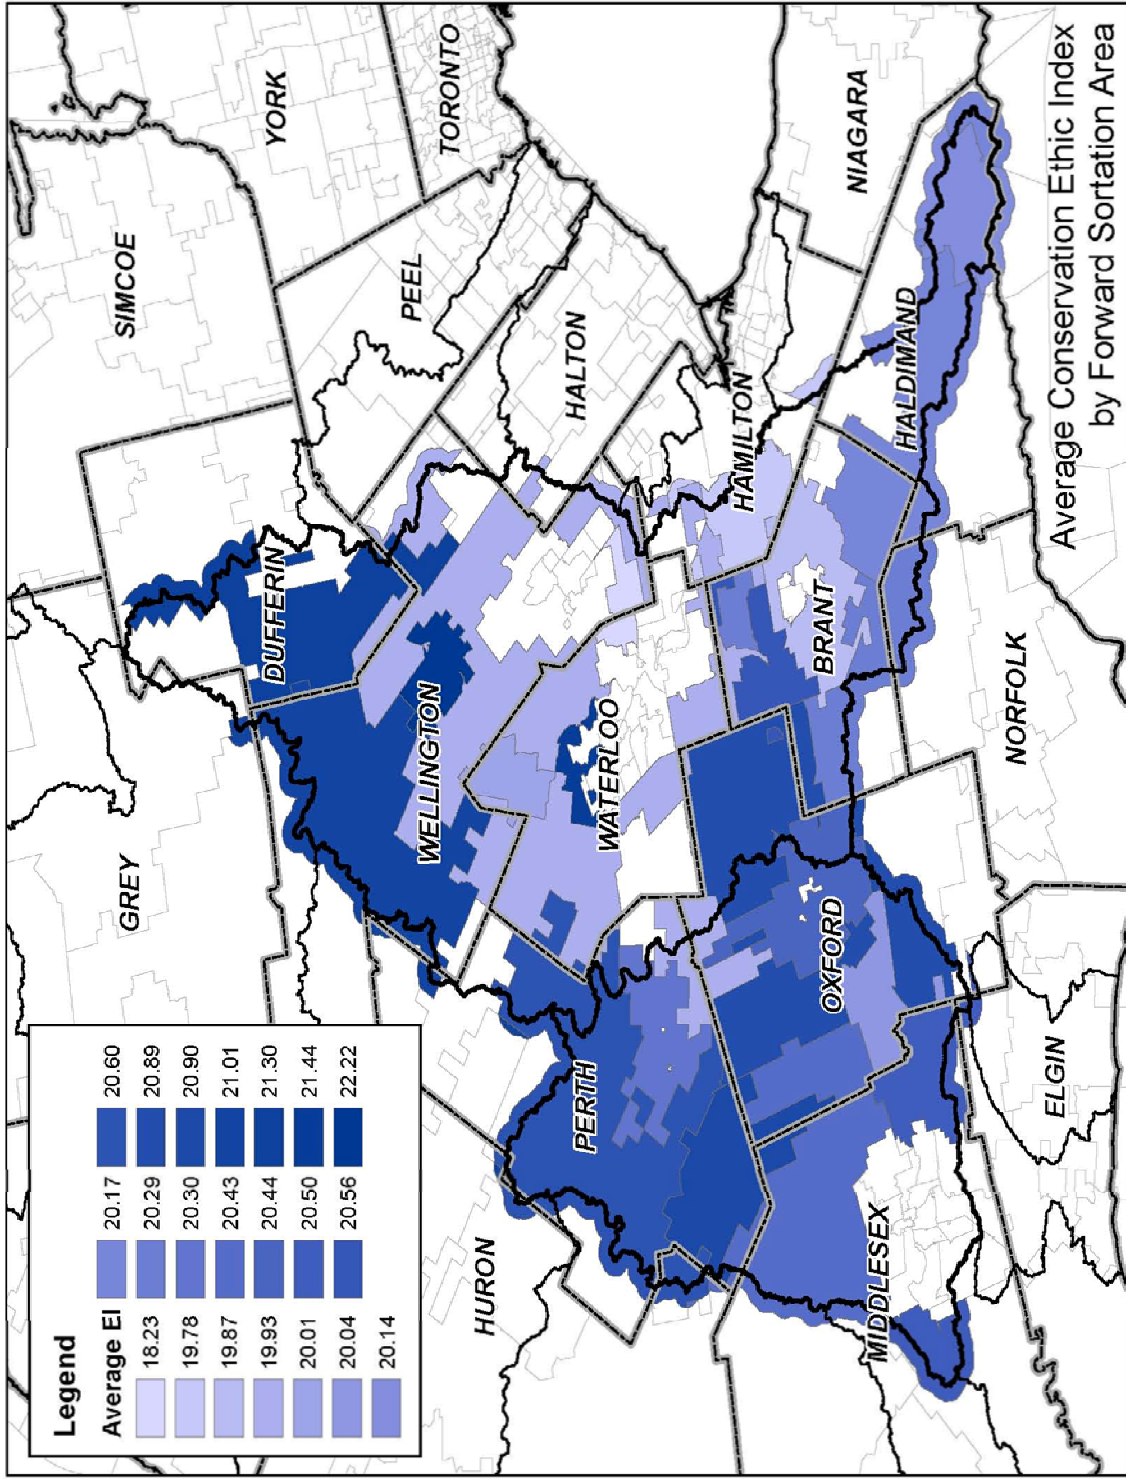 Legend
Average EI
18.23
19.78
19.87
19.93
20.01
20.04
20.14
20.17
20.29
20.30
20.43
20.44
20.50
20.56
20.60
20.89
20.90
21.01
21.30
21.44
22.22
GREY
SIMCOE
YORK
TORONTO
DUFFERIN
PEEL
WELLINGTON
HALTON
HURON
PERTH
WATERLOO
HAMILTON
NIAGARA
MIDDLESEX
OXFORD
BRANT
HALDIMAND
ELGIN
NORFOLK
Average Conservation Ethic Index
by Forward Sortation Area